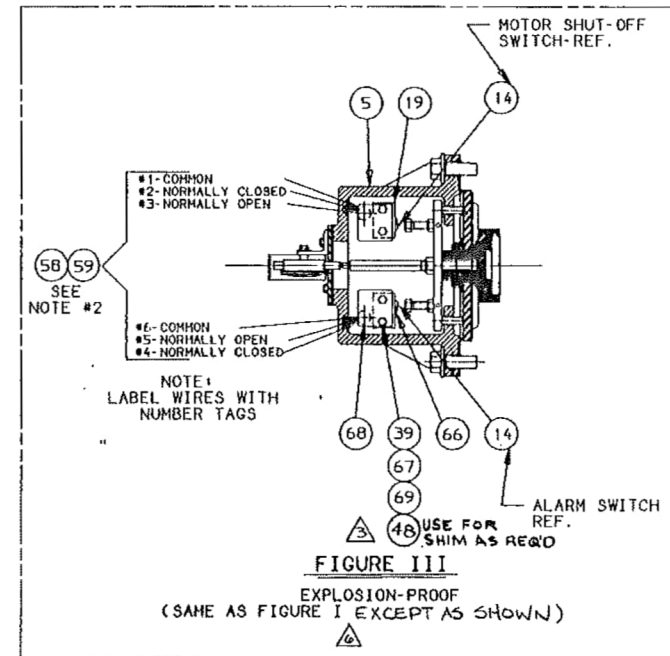 MOTOR SHUT-OFF
SWITCH-REF.
5
19
14
#1-COMMON
#2-NORMALLY CLOSED
#3-NORMALLY OPEN
58 59
SEE
NOTE #2
#6-COMMON
#5-NORMALLY OPEN
#4-NORMALLY CLOSED
NOTE:
LABEL WIRES WITH
NUMBER TAGS
68
39
66
14
67
69
ALARM SWITCH
REF.
3
48 USE FOR
SHIM AS REQ'D
FIGURE III
EXPLOSION-PROOF
(SAME AS FIGURE I EXCEPT AS SHOWN)
6